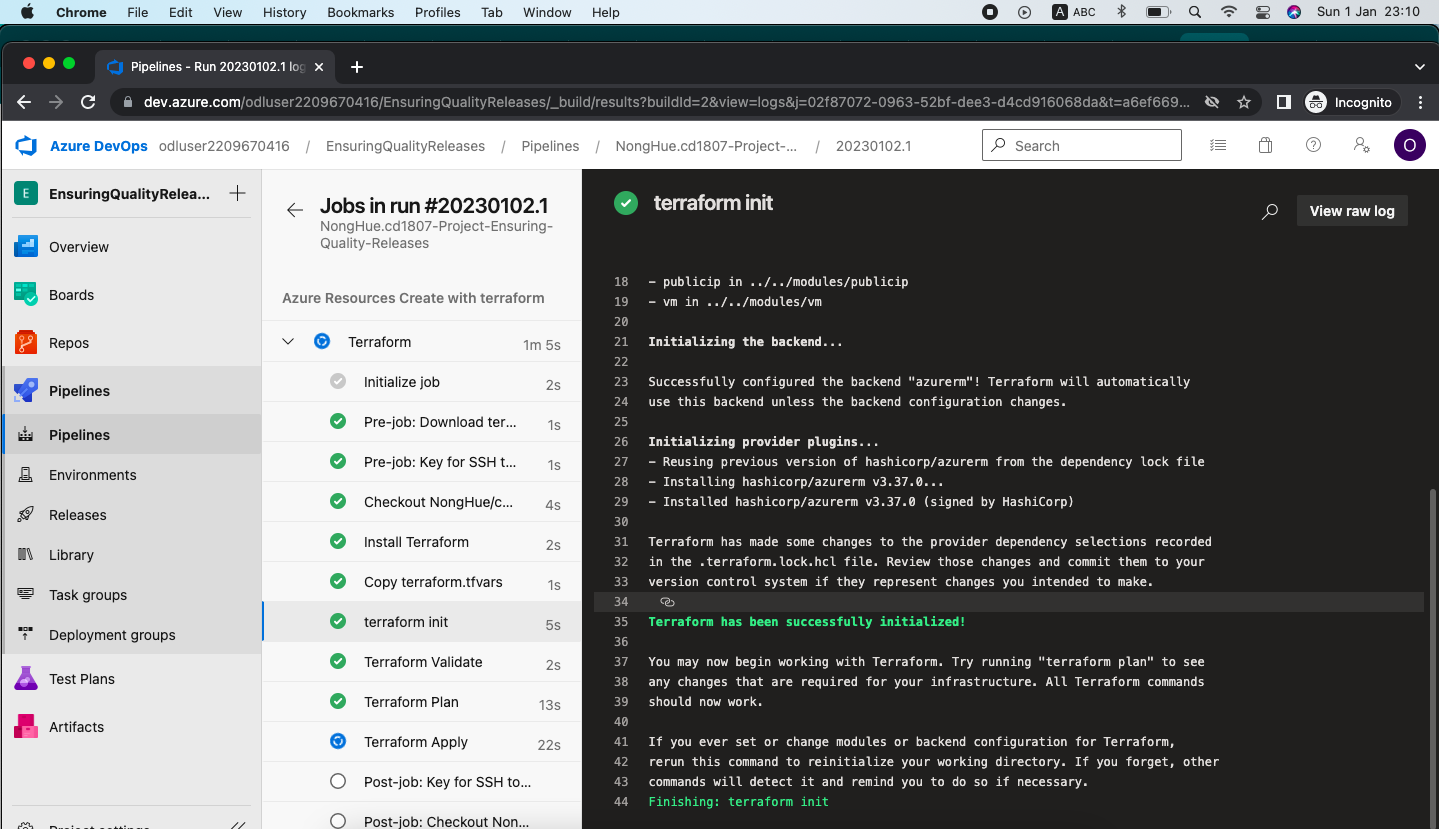 Chrome File Edit View History Bookmarks Profiles Tab Window Help A ABC Sun 1 Jan 23:10
Pipelines - Run 20230102.1 log
dev.azure.com/odluser2209670416/EnsuringQualityReleases/_build/results?buildId=2&view=logs&j=02f87072-0963-52bf-dee3-d4cd916068da&t=a6ef669... Incognito
Azure DevOps odluser2209670416 / EnsuringQualityReleases / Pipelines / NongHue.cd1807-Project-... / 20230102.1 Search O
E EnsuringQualityRelea...
Overview
Boards
Repos
Pipelines
Pipelines
Environments
Releases
Library
Task groups
Deployment groups
Test Plans
Artifacts
Project settings
Jobs in run #20230102.1
NongHue.cd1807-Project-Ensuring-
Quality-Releases
Azure Resources Create with terraform
Terraform 1m 5s
Initialize job 2s
Pre-job: Download ter... 1s
Pre-job: Key for SSH t... 1s
Checkout NongHue/c... 4s
Install Terraform 2s
Copy terraform.tfvars 1s
terraform init 5s
Terraform Validate 2s
Terraform Plan 13s
Terraform Apply 22s
Post-job: Key for SSH to...
Post-job: Checkout Non...
terraform init
View raw log
18 - publicip in ../../modules/publicip
19 - vm in ../../modules/vm
20
21 Initializing the backend...
22
23 Successfully configured the backend "azurerm"! Terraform will automatically
24 use this backend unless the backend configuration changes.
25
26 Initializing provider plugins...
27 - Reusing previous version of hashicorp/azurerm from the dependency lock file
28 - Installing hashicorp/azurerm v3.37.0...
29 - Installed hashicorp/azurerm v3.37.0 (signed by HashiCorp)
30
31 Terraform has made some changes to the provider dependency selections recorded
32 in the .terraform.lock.hcl file. Review those changes and commit them to your
33 version control system if they represent changes you intended to make.
34
35 Terraform has been successfully initialized!
36
37 You may now begin working with Terraform. Try running "terraform plan" to see
38 any changes that are required for your infrastructure. All Terraform commands
39 should now work.
40
41 If you ever set or change modules or backend configuration for Terraform,
42 rerun this command to reinitialize your working directory. If you forget, other
43 commands will detect it and remind you to do so if necessary.
44 Finishing: terraform init